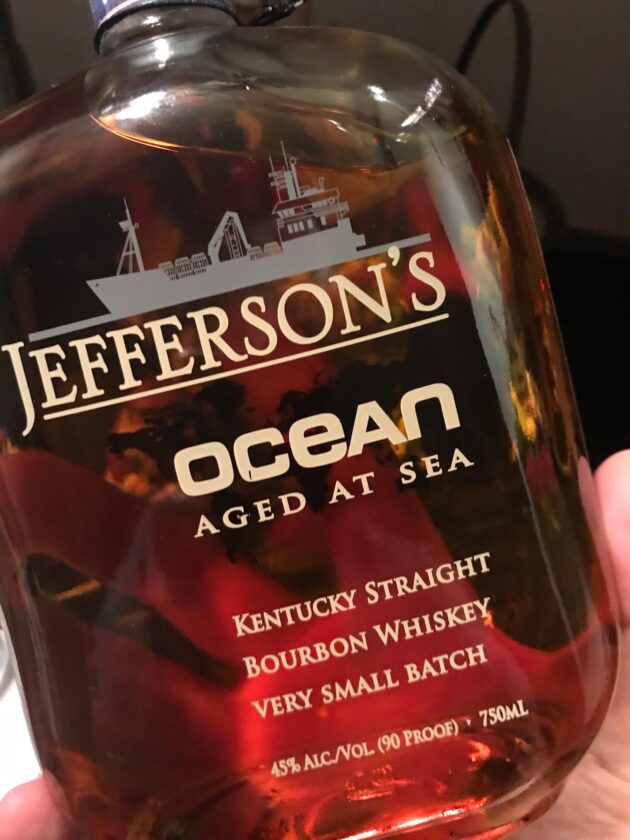 JEFFERSON'S
OCEAN
AGED AT SEA
KENTUCKY STRAIGHT
BOURBON WHISKEY
VERY SMALL BATCH
45% ALC./VOL. (90 PROOF) • 750ML